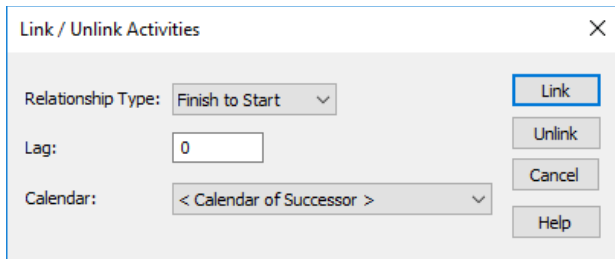 Link / Unlink Activities
Relationship Type: Finish to Start
Link
Lag: 0
Unlink
Cancel
Calendar: < Calendar of Successor >
Help